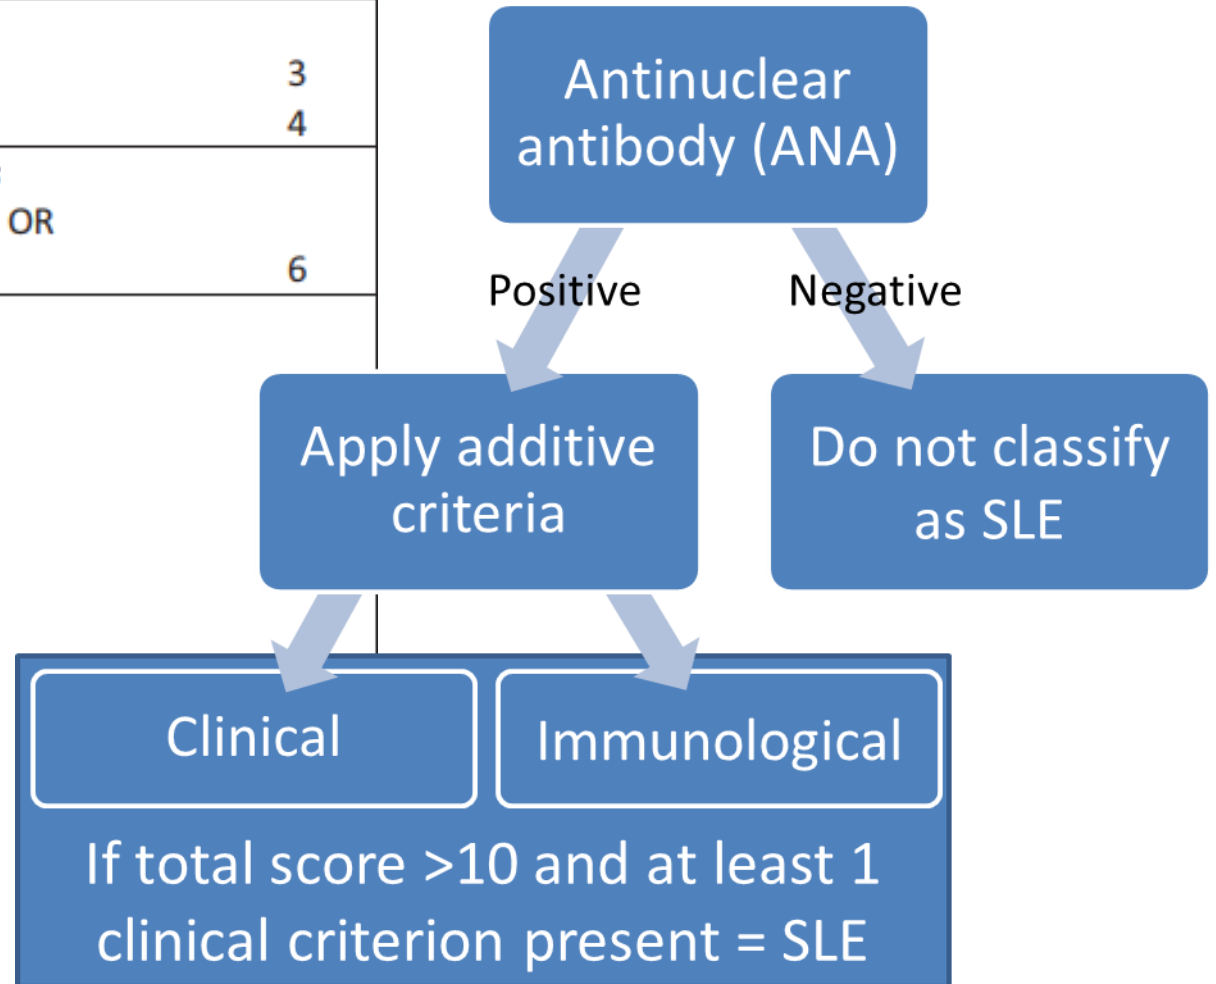 3
4
OR
6
Antinuclear
antibody (ANA)
Positive
Negative
Apply additive
criteria
Do not classify
as SLE
Clinical
Immunological
If total score >10 and at least 1
clinical criterion present = SLE